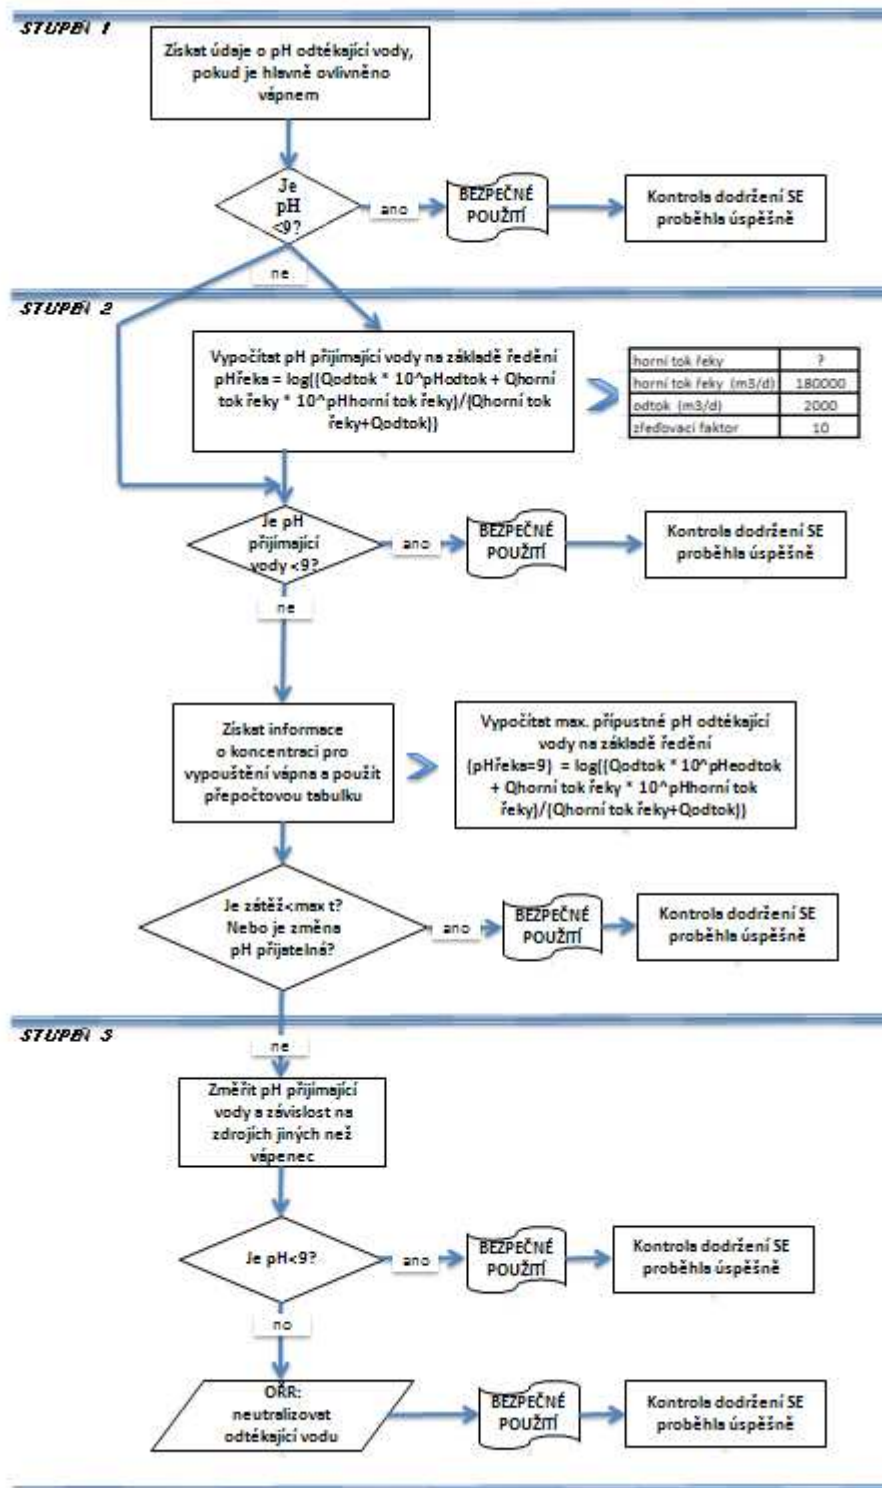 STUPEŇ 1
Získat údaje o pH odtékající vody,
pokud je hlavně ovlivněno
vápnem
Je
pH
<9?
ano
BEZPEČNÉ
POUŽITÍ
Kontrola dodržení SE
proběhla úspěšně
ne
STUPEŇ 2
Vypočítat pH přijímající vody na základě ředění
pHřeka = log((Qodtok * 10^pHodtok + Qhorní
tok řeky * 10^pHhorní tok řeky)/(Qhorní tok
řeky+Qodtok))
horní tok řeky ?
horní tok řeky (m3/d) 180000
odtok (m3/d) 2000
zřeďovací faktor 10
Je pH
přijímající
vody <9?
ano
BEZPEČNÉ
POUŽITÍ
Kontrola dodržení SE
proběhla úspěšně
ne
Získat informace
o koncentraci pro
vypouštění vápna a použít
přepočtovou tabulku
Vypočítat max. přípustné pH odtékající
vody na základě ředění
(pHřeka=9) = log((Qodtok * 10^pHeodtok
+ Qhorní tok řeky * 10^pHhorní tok
řeky)/(Qhorní tok řeky+Qodtok))
Je zátěž<max t?
Nebo je změna
pH přijatelná?
ano
BEZPEČNÉ
POUŽITÍ
Kontrola dodržení SE
proběhla úspěšně
STUPEŇ 3
ne
Změřit pH přijímající
vody a závislost na
zdrojích jiných než
vápenec
Je pH<9?
ano
BEZPEČNÉ
POUŽITÍ
Kontrola dodržení SE
proběhla úspěšně
no
OŘR:
neutralizovat
odtékající vodu
BEZPEČNÉ
POUŽITÍ
Kontrola dodržení SE
proběhla úspěšně